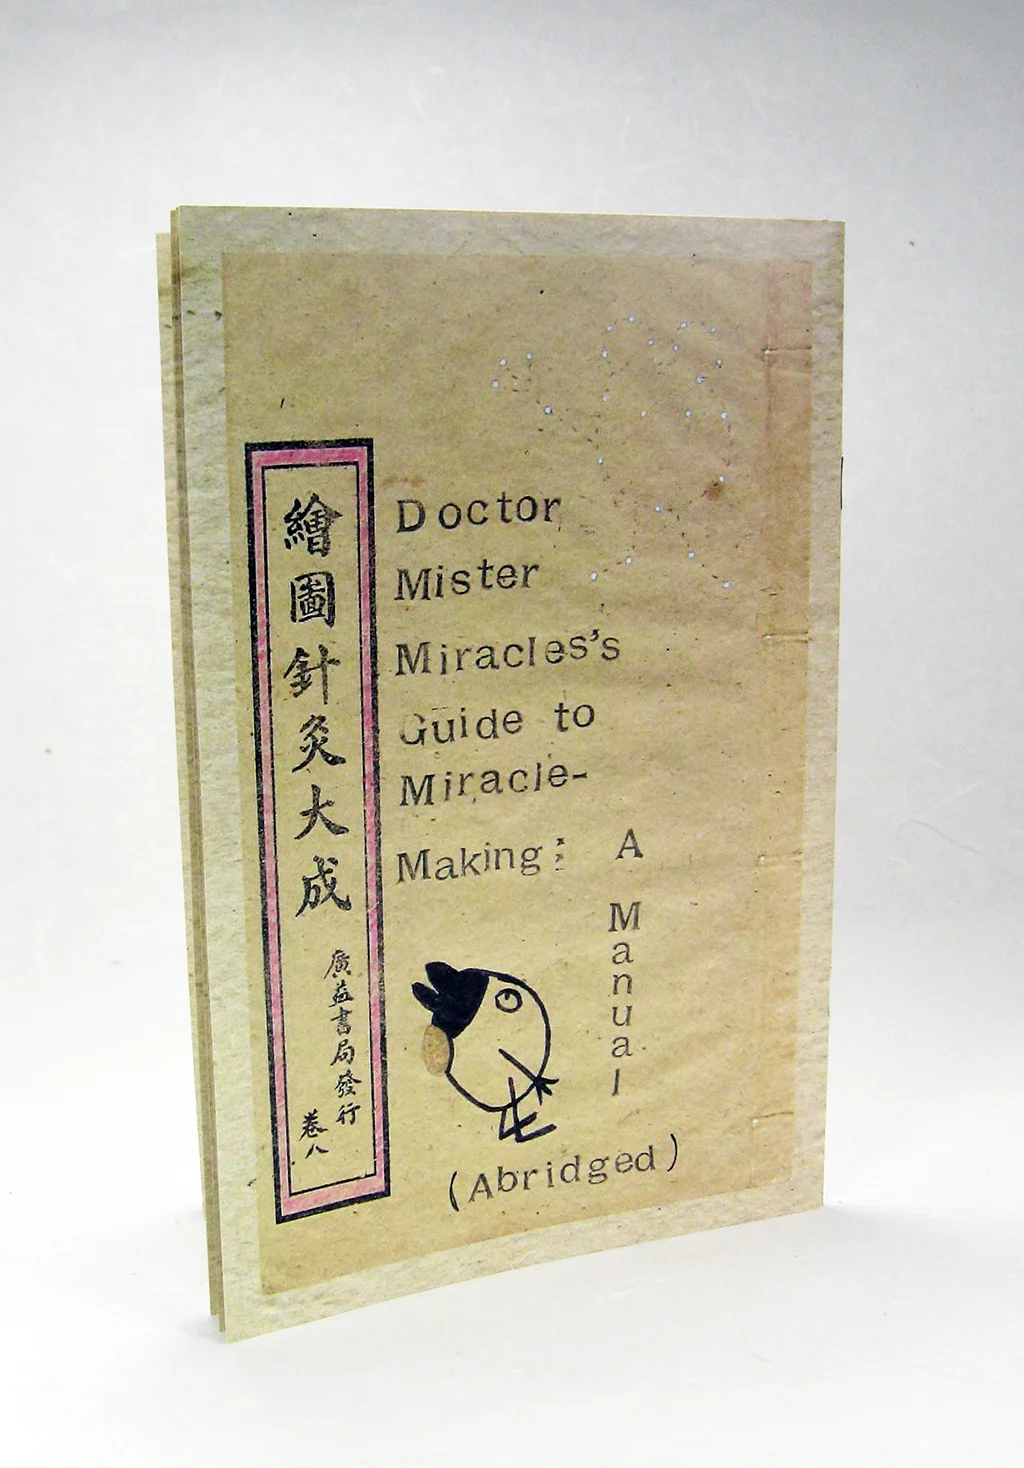 繪圖針灸大成
廣益書局發行
卷八
Doctor
Mister
Miracles's
Guide to
Miracle-
Making: A
Manual
(Abridged)